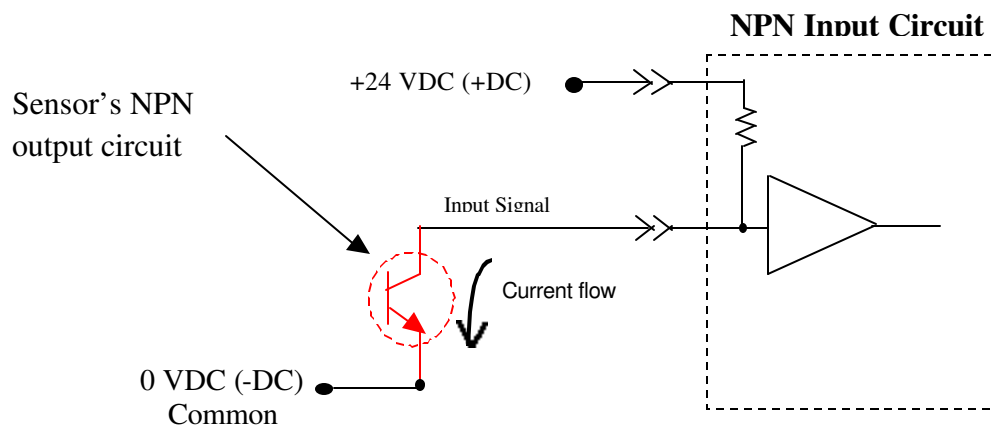 NPN Input Circuit
+24 VDC (+DC)
Sensor's NPN
output circuit
Input Signal
Current flow
0 VDC (-DC)
Common